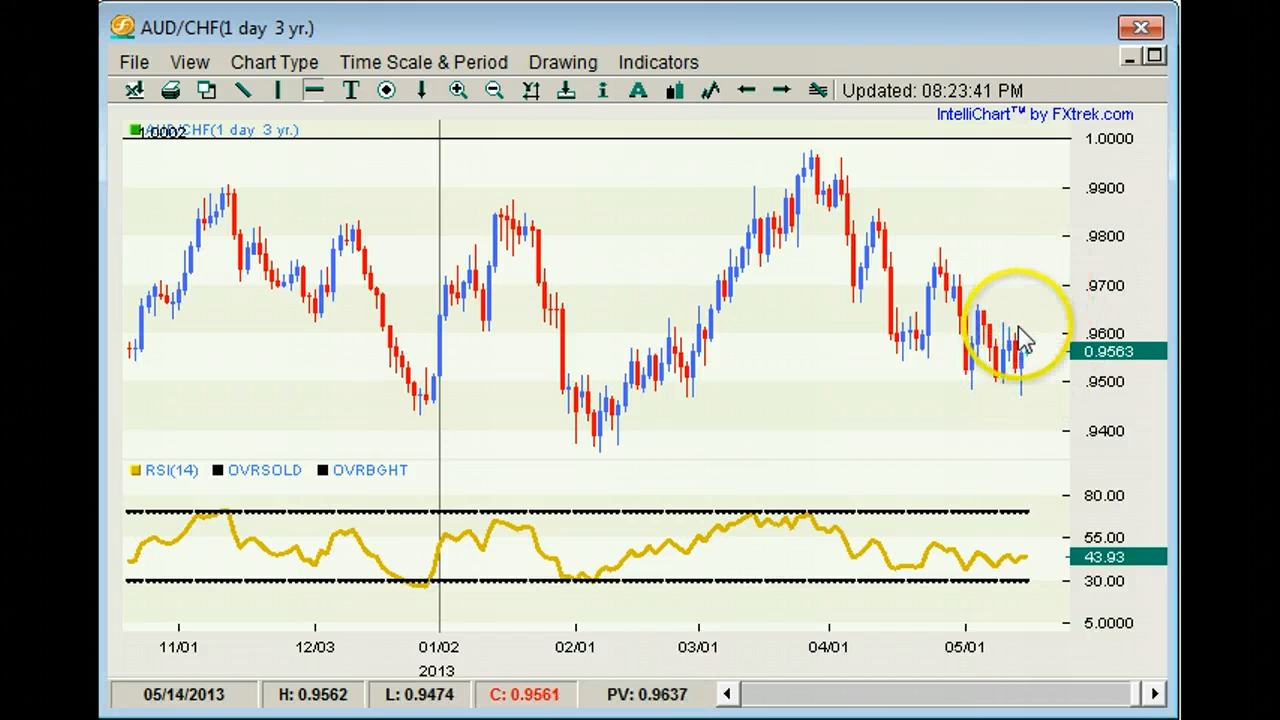 AUD/CHF(1 day 3 yr.)
File View Chart Type Time Scale & Period Drawing Indicators
T A i Updated: 08:23:41 PM
IntelliChart™ by FXtrek.com
AUD/CHF(1 day 3 yr.)
1.0002
1.0000
.9900
.9800
.9700
.9600
0.9563
.9500
.9400
RSI(14) OVRSOLD OVRBGHT
80.00
55.00
43.93
30.00
5.0000
11/01 12/03 01/02 02/01 03/01 04/01 05/01
2013
05/14/2013 H: 0.9562 L: 0.9474 C: 0.9561 PV: 0.9637